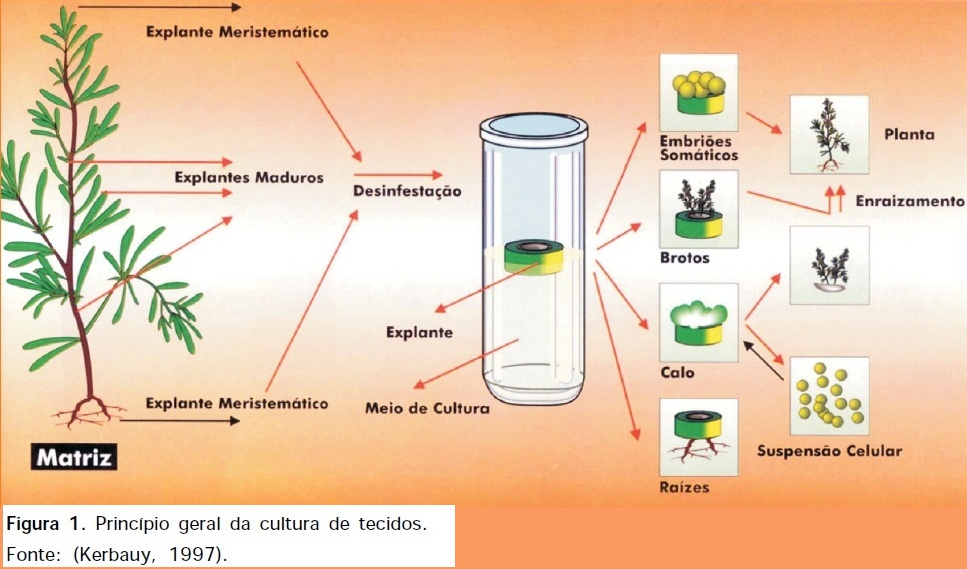 Explante Meristemático
Explantes Maduros
Desinfestação
Explante Meristemático
Matriz
Explante
Meio de Cultura
Embriões
Somáticos
Brotos
Calo
Raízes
Planta
Enraizamento
Suspensão Celular
Figura 1. Princípio geral da cultura de tecidos.
Fonte: (Kerbauy, 1997).